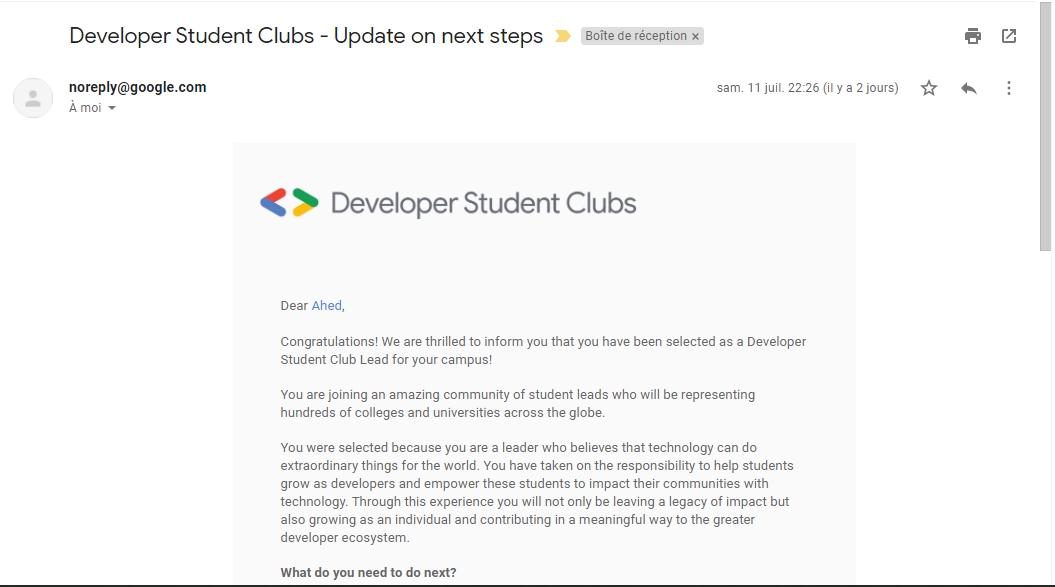 Developer Student Clubs - Update on next steps Boîte de réception ×
noreply@google.com sam. 11 juil. 22:26 (il y a 2 jours)
À moi
Developer Student Clubs
Dear Ahed,
Congratulations! We are thrilled to inform you that you have been selected as a Developer
Student Club Lead for your campus!
You are joining an amazing community of student leads who will be representing
hundreds of colleges and universities across the globe.
You were selected because you are a leader who believes that technology can do
extraordinary things for the world. You have taken on the responsibility to help students
grow as developers and empower these students to impact their communities with
technology. Through this experience you will not only be leaving a legacy of impact but
also growing as an individual and contributing in a meaningful way to the greater
developer ecosystem.
What do you need to do next?